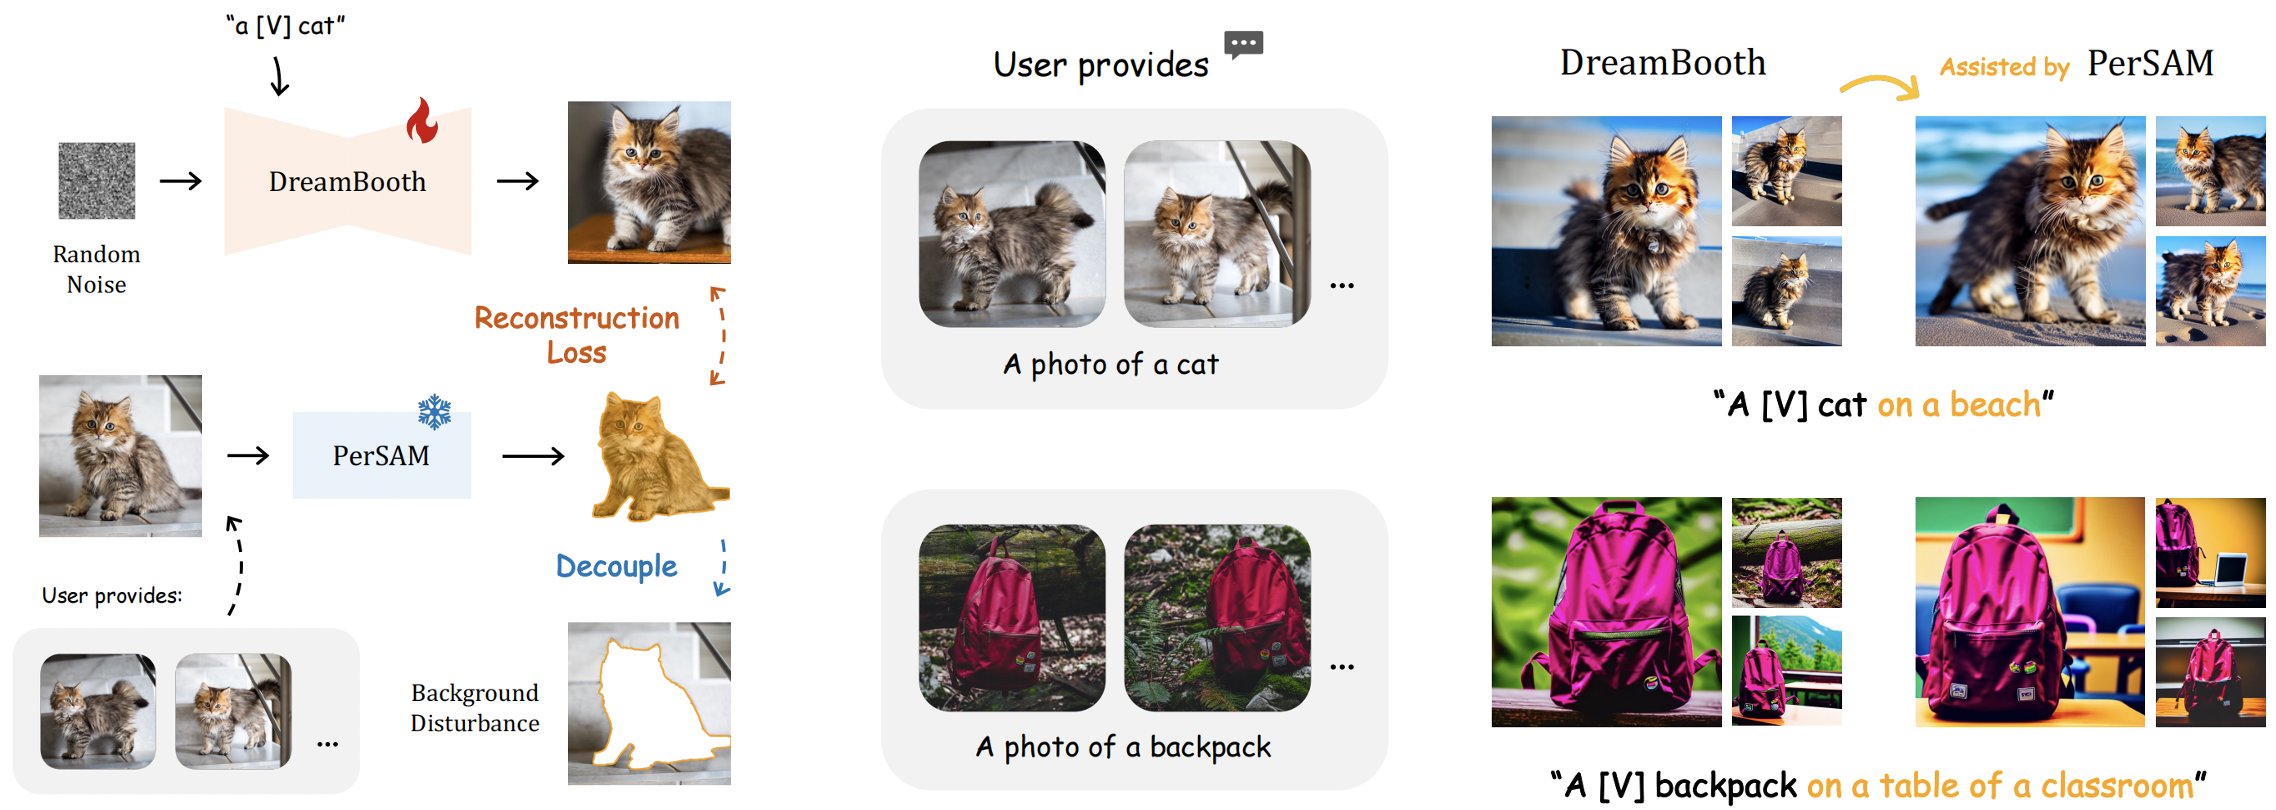 “a [V] cat”
DreamBooth
Random
Noise
Reconstruction
Loss
PerSAM
Decouple
User provides:
Background
Disturbance
...
User provides
...
A photo of a cat
...
A photo of a backpack
DreamBooth
Assisted by PerSAM
“A [V] cat on a beach”
“A [V] backpack on a table of a classroom”